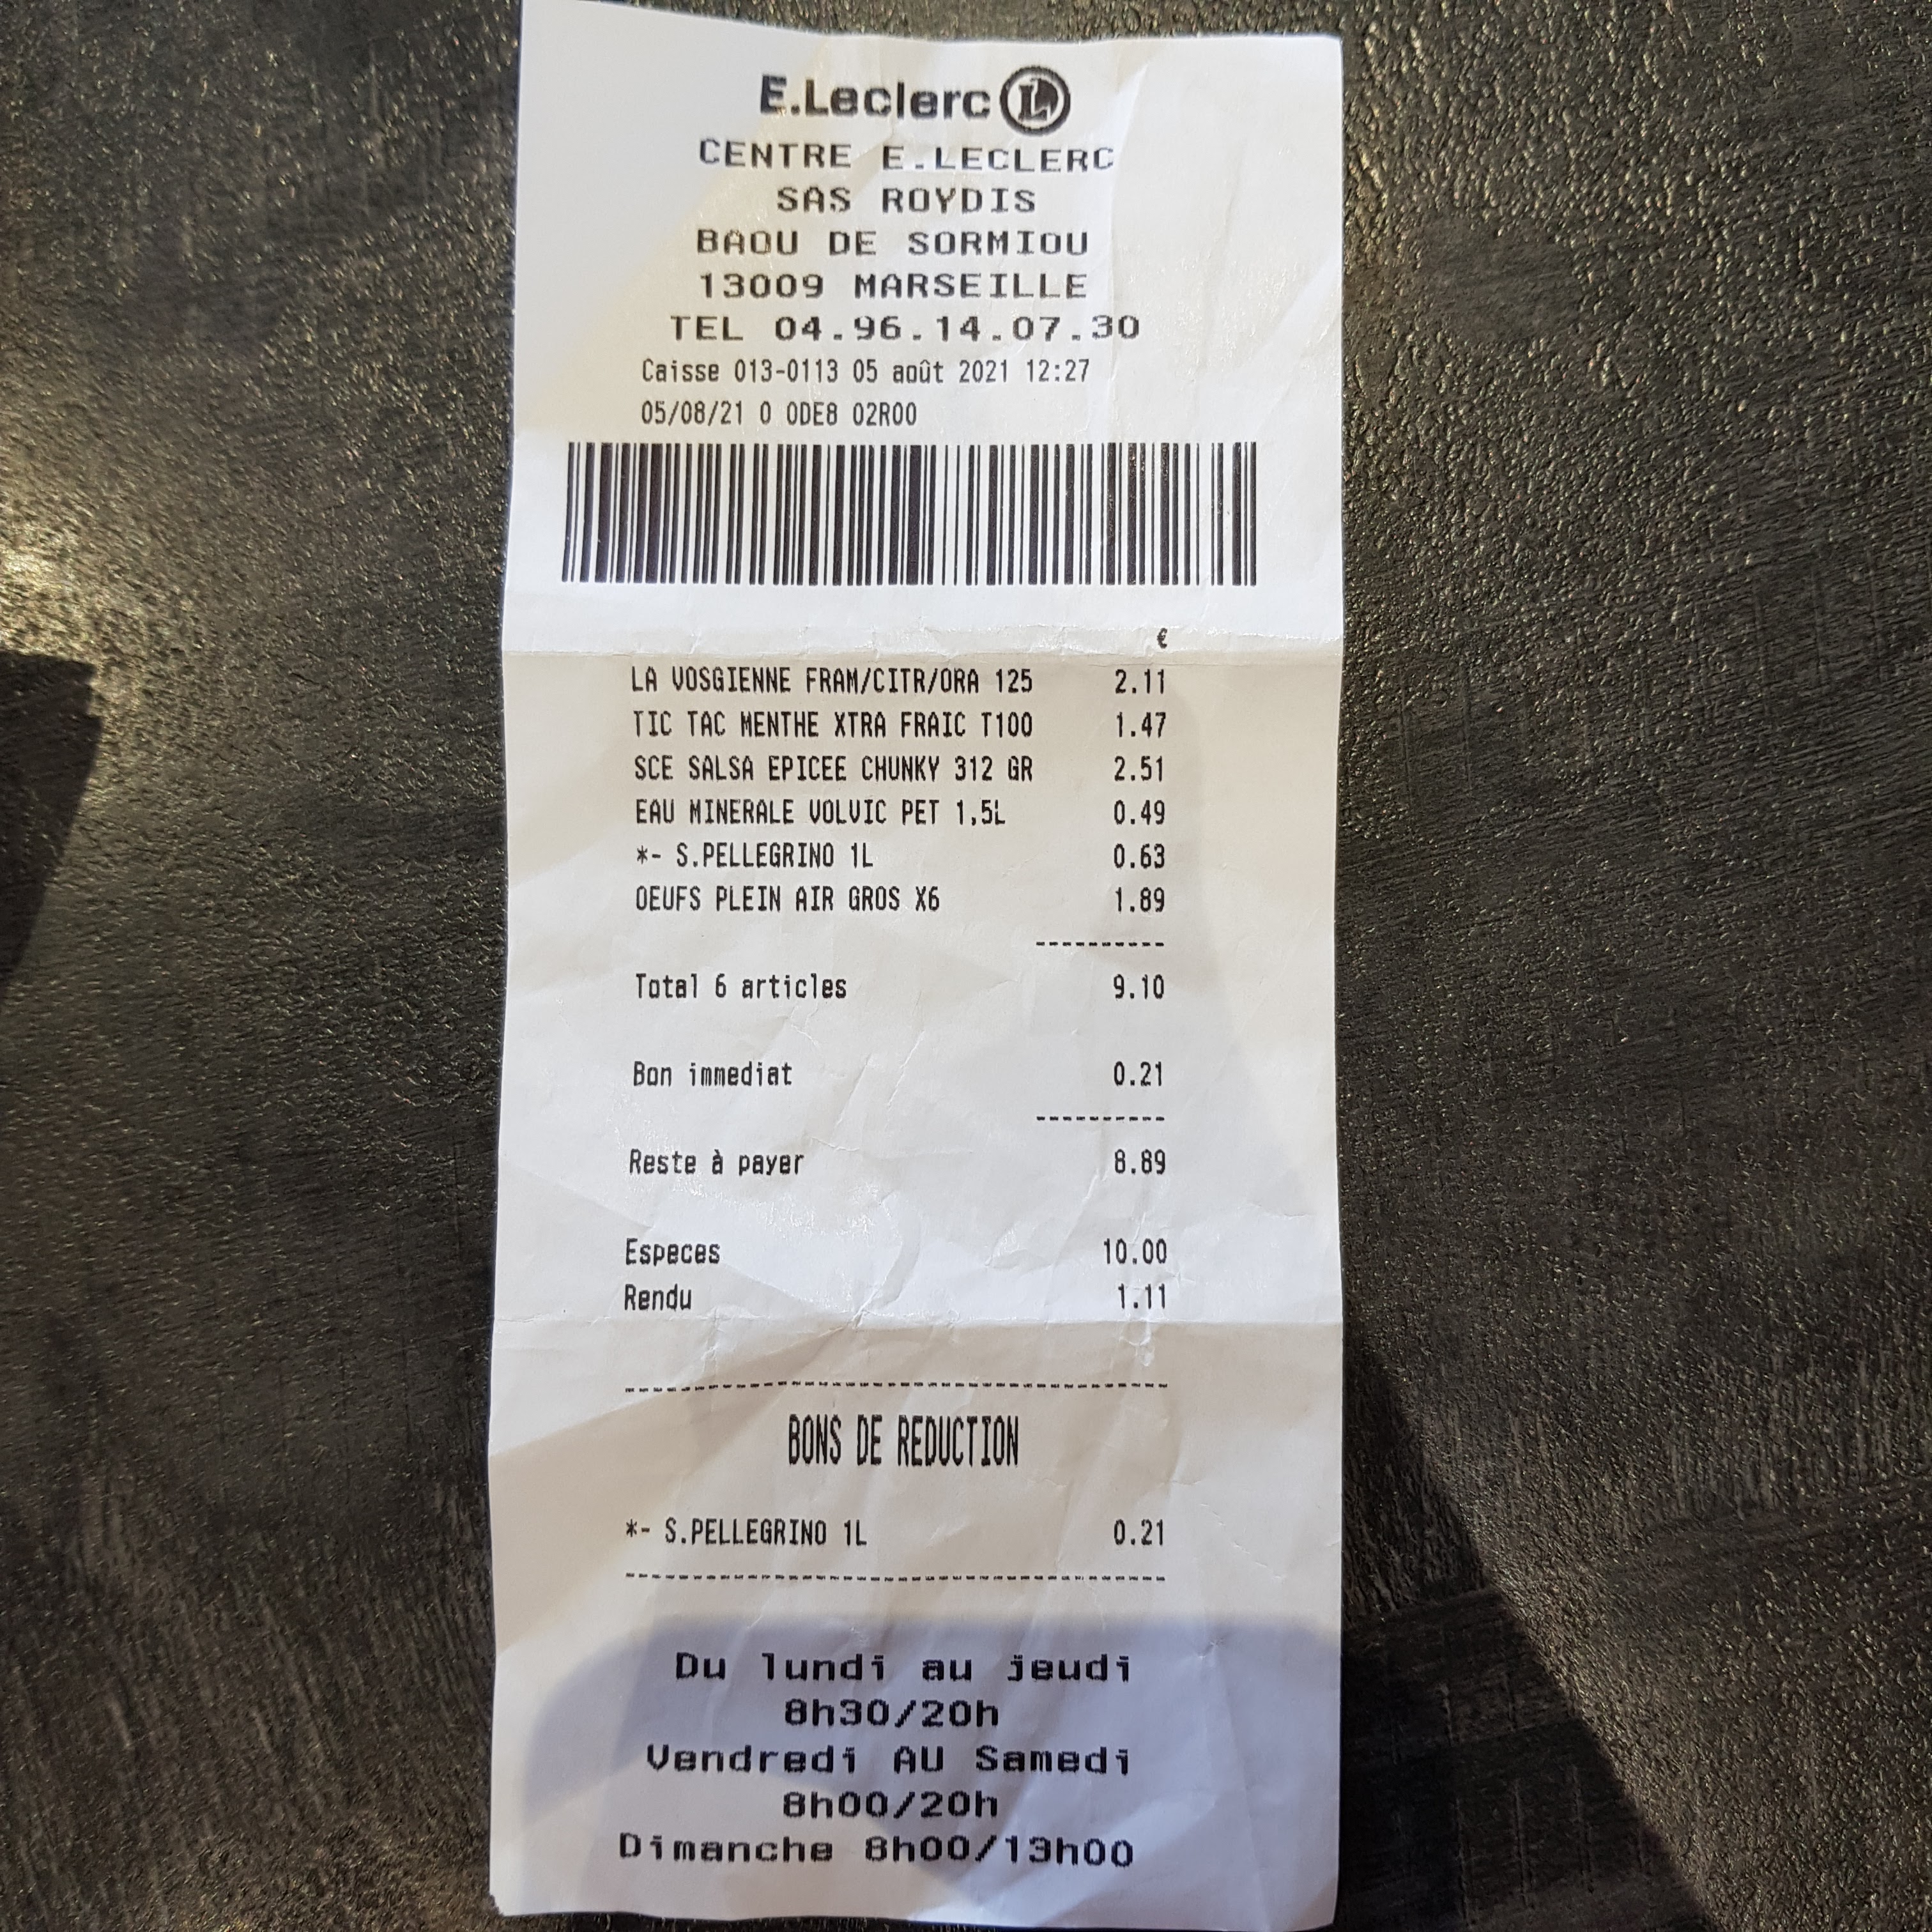 E.Leclerc L
CENTRE E.LECLERC
SAS ROYDIS
BAOU DE SORMIOU
13009 MARSEILLE
TEL 04.96.14.07.30
Caisse 013-0113 05 août 2021 12:27
05/08/21 0 0DE8 02R00
€
LA VOSGIENNE FRAM/CITR/ORA 125 2.11
TIC TAC MENTHE XTRA FRAIC T100 1.47
SCE SALSA EPICEE CHUNKY 312 GR 2.51
EAU MINERALE VOLVIC PET 1,5L 0.49
*- S.PELLEGRINO 1L 0.63
OEUFS PLEIN AIR GROS X6 1.89
----------
Total 6 articles 9.10
Bon immediat 0.21
----------
Reste à payer 8.89
Especes 10.00
Rendu 1.11
-----------------------------------------
BONS DE REDUCTION
*- S.PELLEGRINO 1L 0.21
-----------------------------------------
Du lundi au jeudi
8h30/20h
Vendredi AU Samedi
8h00/20h
Dimanche 8h00/13h00